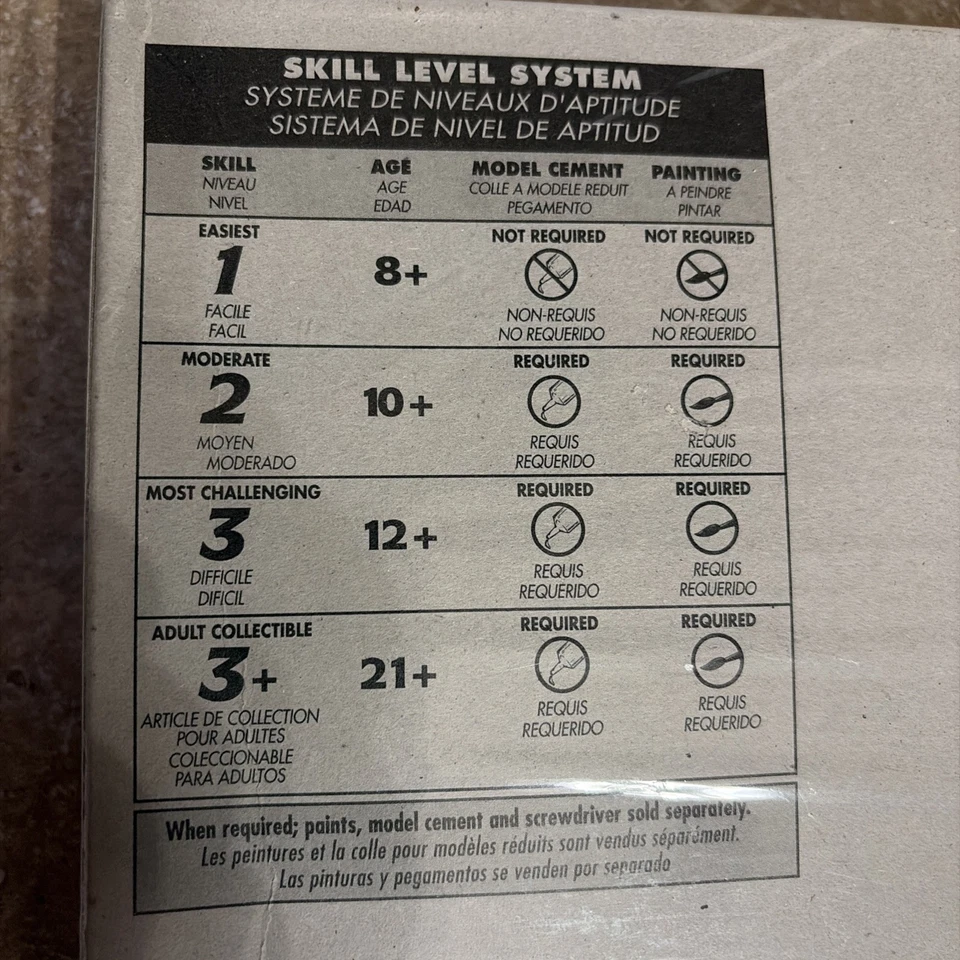 SKILL LEVEL SYSTEM
SYSTEME DE NIVEAUX D'APTITUDE
SISTEMA DE NIVEL DE APTITUD
SKILL AGE MODEL CEMENT PAINTING
NIVEAU AGE COLLE A MODELE REDUIT A PEINDRE
NIVEL EDAD PEGAMENTO PINTAR
EASIEST NOT REQUIRED NOT REQUIRED
1 8+
FACILE NON-REQUIS NON-REQUIS
FACIL NO REQUERIDO NO REQUERIDO
MODERATE REQUIRED REQUIRED
2 10+
MOYEN REQUIS REQUIS
MODERADO REQUERIDO REQUERIDO
MOST CHALLENGING REQUIRED REQUIRED
3 12+
DIFFICILE REQUIS REQUIS
DIFICIL REQUERIDO REQUERIDO
ADULT COLLECTIBLE REQUIRED REQUIRED
3+ 21+
ARTICLE DE COLLECTION REQUIS REQUIS
POUR ADULTES REQUERIDO REQUERIDO
COLECCIONABLE
PARA ADULTOS
When required; paints, model cement and screwdriver sold separately.
Les peintures et la colle pour modèles réduits sont vendus séparément.
Las pinturas y pegamentos se venden por separado